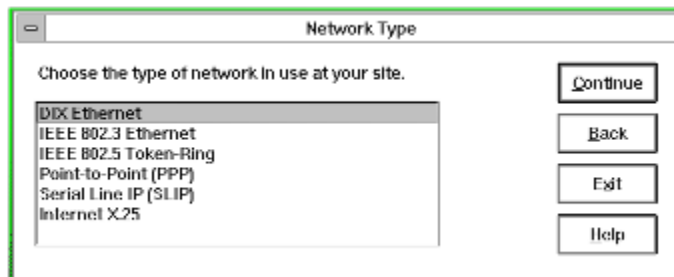 Network Type
Choose the type of network in use at your site.
DIX Ethernet
IEEE 802.3 Ethernet
IEEE 802.5 Token-Ring
Point-to-Point (PPP)
Serial Line IP (SLIP)
Internet X.25
Continue
Back
Exit
Help